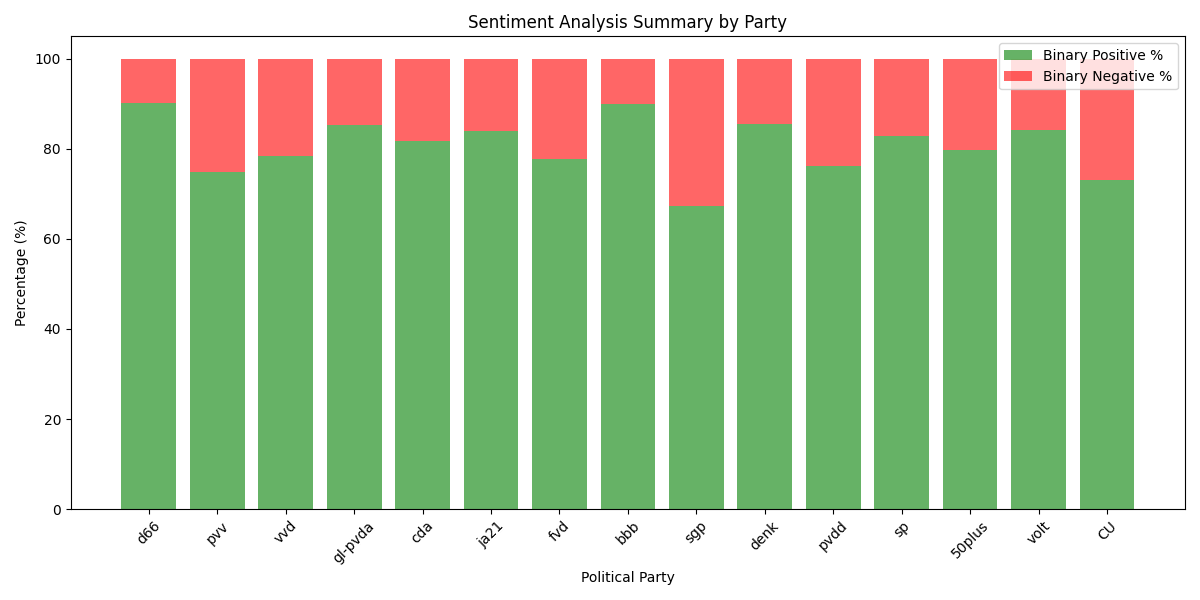 Sentiment Analysis Summary by Party
Binary Positive %
Binary Negative %
Percentage (%)
100
80
60
40
20
0
d66
pvv
vvd
gl-pvda
cda
ja21
fvd
bbb
sgp
denk
pvdd
sp
50plus
volt
CU
Political Party